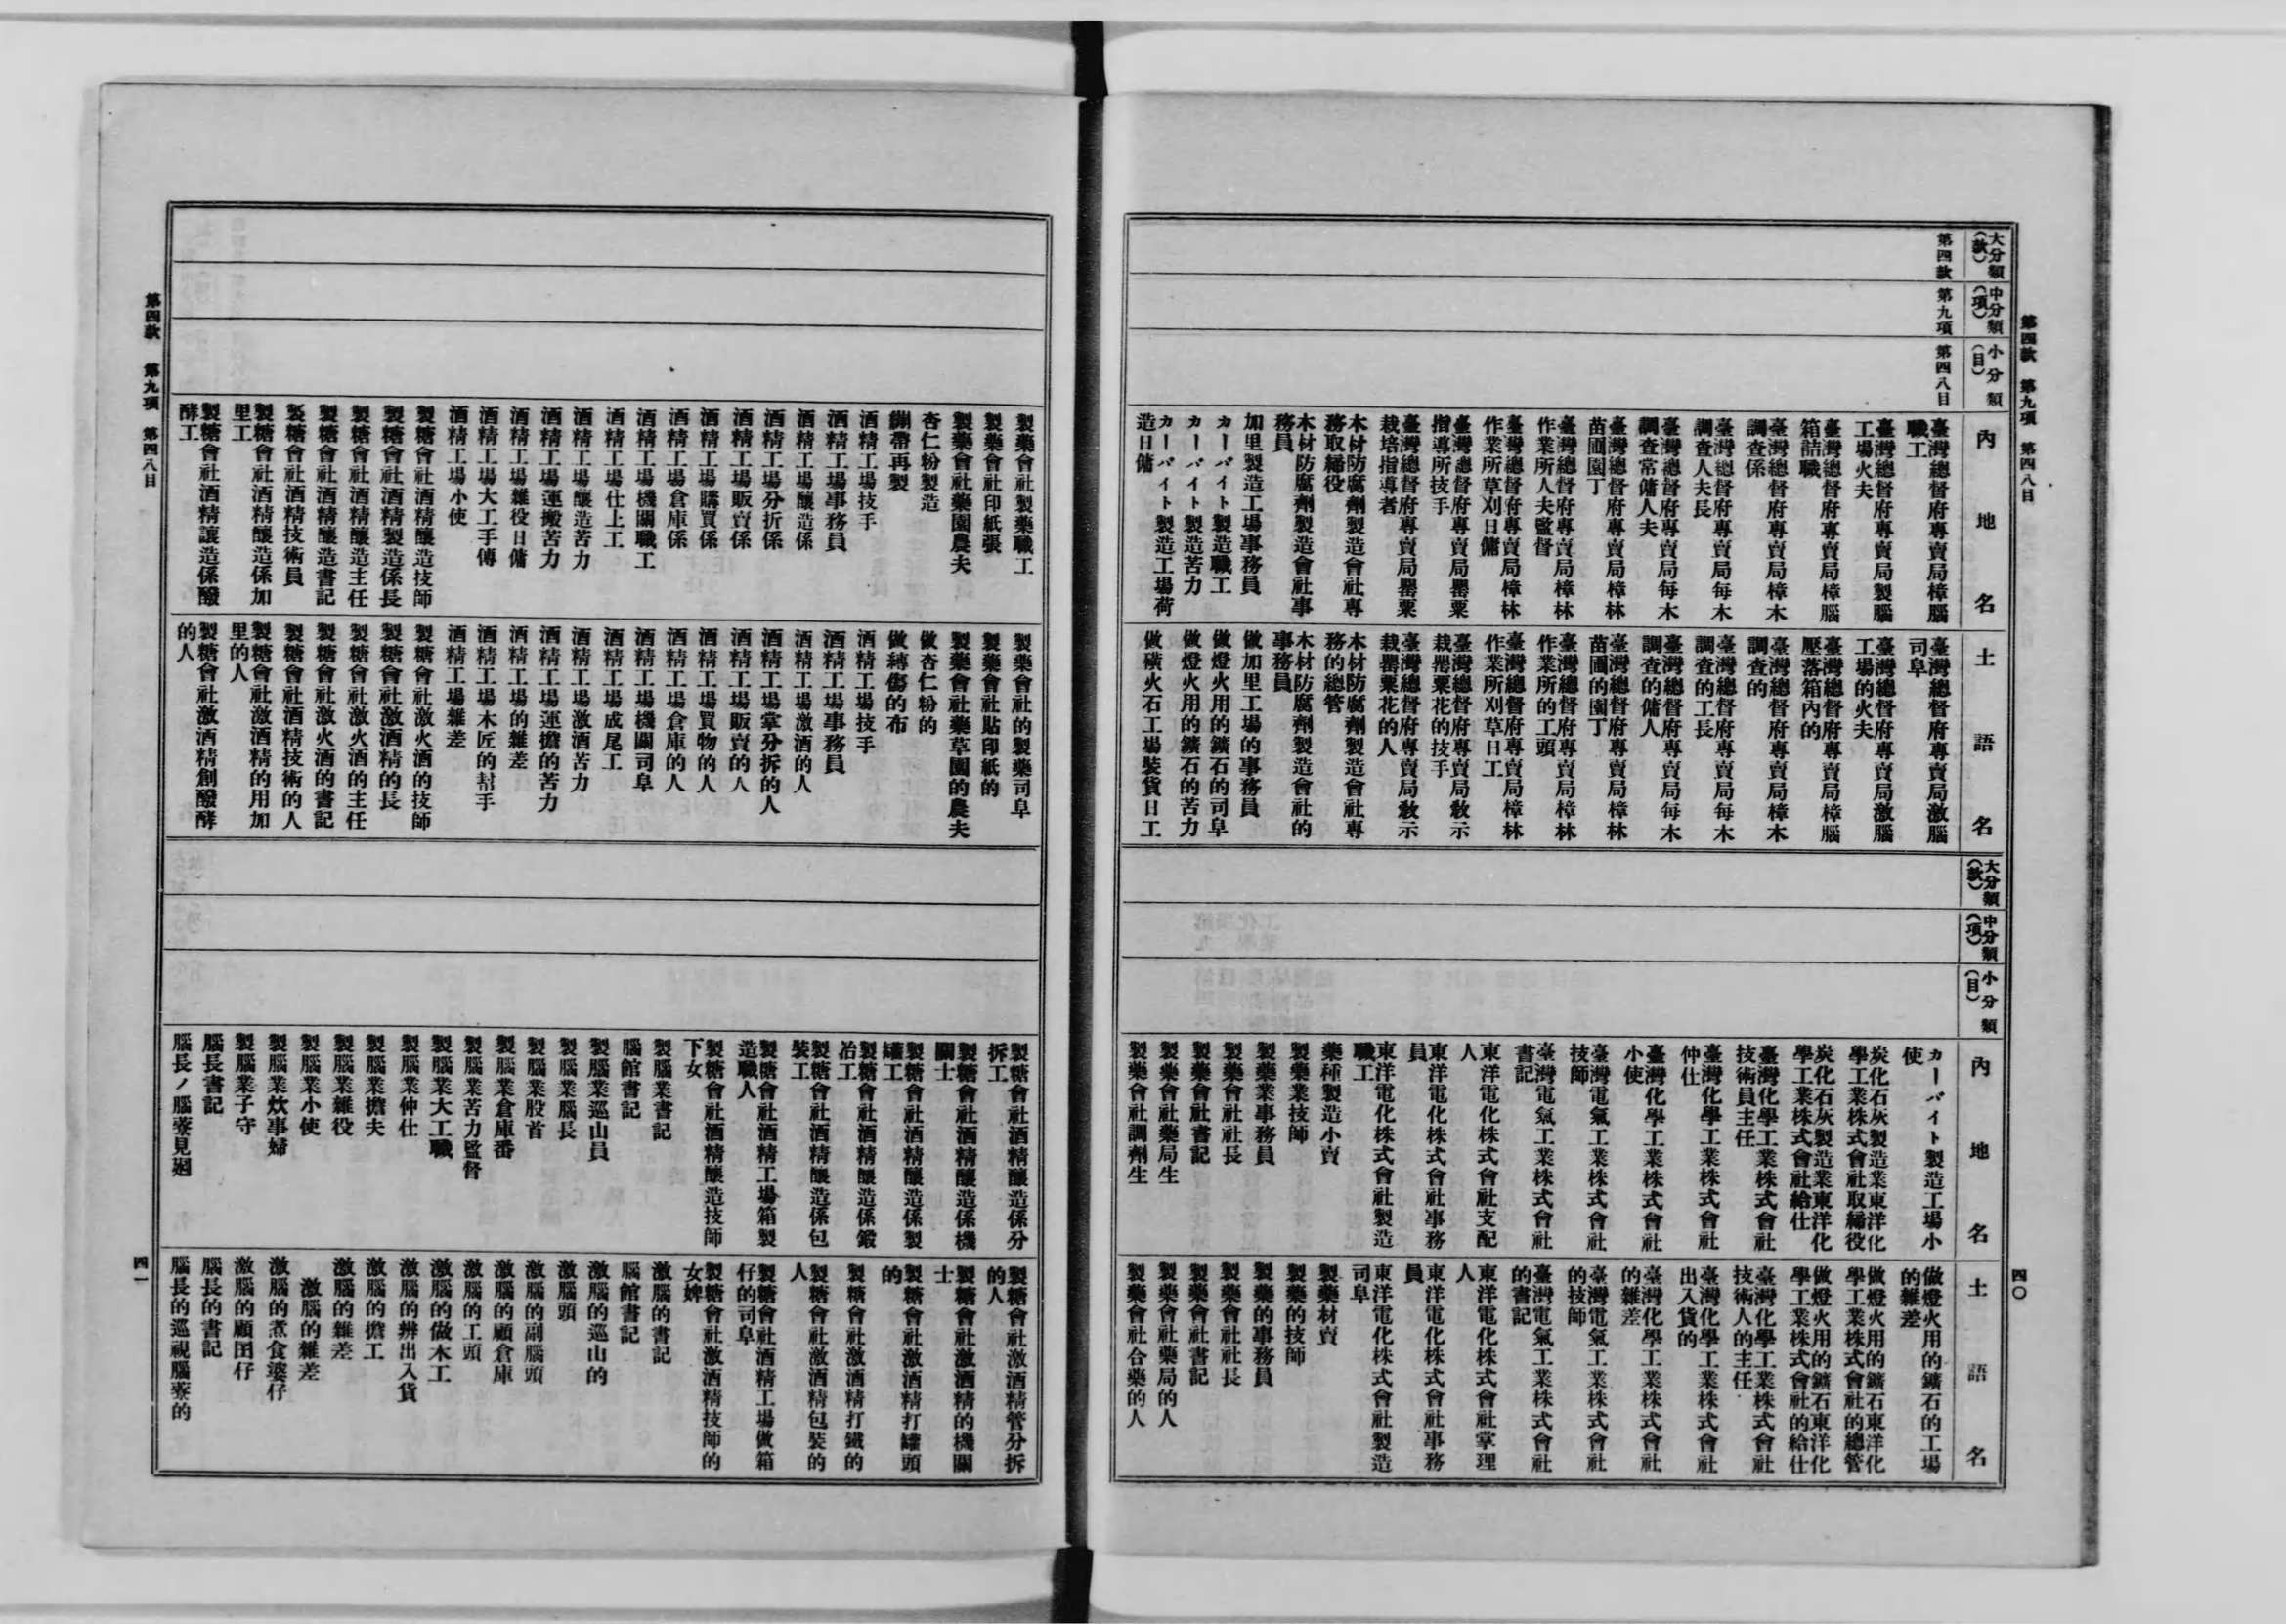 第四款　第九項　第四八目
大分類
(款)
中分類
(項)
小分類
(目)
內地名
土語名
第四款
第九項
第四八目
臺灣總督府專賣局樟腦
職工
臺灣總督府專賣局製腦
工場火夫
臺灣總督府專賣局樟腦
箱詰職
臺灣總督府專賣局樟木
調查係
臺灣總督府專賣局每木
調查人夫長
臺灣總督府專賣局每木
調查常傭人夫
臺灣總督府專賣局樟林
苗圃園丁
臺灣總督府專賣局樟林
作業所人夫監督
臺灣總督府專賣局樟林
作業所草刈日傭
臺灣總督府專賣局罌粟
指導所技手
臺灣總督府專賣局罌粟
栽培指導者
木材防腐劑製造會社專
務取締役
木材防腐劑製造會社事
務員
加里製造工場事務員
カーバイト製造職工
カーバイト製造苦力
カーバイト製造工場荷
造日傭
臺灣總督府專賣局激腦
司阜
臺灣總督府專賣局激腦
工場的火夫
臺灣總督府專賣局樟腦
壓落箱內的
臺灣總督府專賣局樟木
調查的
臺灣總督府專賣局每木
調查的工長
臺灣總督府專賣局每木
調查的傭人
臺灣總督府專賣局樟林
苗圃的園丁
臺灣總督府專賣局樟林
作業所的工頭
臺灣總督府專賣局樟林
作業所刈草日工
臺灣總督府專賣局教示
栽罌粟花的技手
臺灣總督府專賣局教示
栽罌粟花的人
木材防腐劑製造會社專
務的總管
木材防腐劑製造會社的
事務員
做加里工場的事務員
做燈火用的鑛石的司阜
做燈火用的鑛石的苦力
做磺火石工場裝貨日工
大分類
(款)
中分類
(項)
小分類
(目)
內地名
土語名
カーバイト製造工場小
使
炭化石灰製造業東洋化
學工業株式會社取締役
炭化石灰製造業東洋化
學工業株式會社給仕
臺灣化學工業株式會社
技術員主任
臺灣化學工業株式會社
仲仕
臺灣化學工業株式會社
小使
臺灣電氣工業株式會社
技師
臺灣電氣工業株式會社
書記
東洋電化株式會社支配
人
東洋電化株式會社事務
員
東洋電化株式會社製造
職工
藥種製造小賣
製藥業技師
製藥業事務員
製藥會社社長
製藥會社書記
製藥會社藥局生
製藥會社調劑生
做燈火用的鑛石的工場
的雜差
做燈火用的鑛石東洋化
學工業株式會社的總管
做燈火用的鑛石東洋化
學工業株式會社的給仕
臺灣化學工業株式會社
技術人的主任
臺灣化學工業株式會社
出入貨的
臺灣化學工業株式會社
的雜差
臺灣電氣工業株式會社
的技師
臺灣電氣工業株式會社
的書記
東洋電化株式會社掌理
人
東洋電化株式會社事務
員
東洋電化株式會社製造
司阜
製藥材賣
製藥的技師
製藥的事務員
製藥會社社長
製藥會社書記
製藥會社藥局的人
製藥會社合藥的人
四〇
製藥會社製藥職工
製藥會社印紙張
製藥會社藥園農夫
杏仁粉製造
繃帶再製
酒精工場技手
酒精工場事務員
酒精工場釀造係
酒精工場分折係
酒精工場販賣係
酒精工場購買係
酒精工場倉庫係
酒精工場機關職工
酒精工場仕上工
酒精工場釀造苦力
酒精工場運搬苦力
酒精工場雜役日傭
酒精工場大工手傳
酒精工場小使
製糖會社酒精釀造技師
製糖會社酒精製造係長
製糖會社酒精釀造主任
製糖會社酒精釀造書記
製糖會社酒精技術員
製糖會社酒精釀造係加
里工
製糖會社酒精讓造係醱
酵工
製藥會社的製藥司阜
製藥會社貼印紙的
製藥會社藥草園的農夫
做杏仁粉的
做縛傷的布
酒精工場技手
酒精工場事務員
酒精工場激酒的人
酒精工場掌分拆的人
酒精工場販賣的人
酒精工場買物的人
酒精工場倉庫的人
酒精工場機關司阜
酒精工場成尾工
酒精工場激酒苦力
酒精工場運擔的苦力
酒精工場的雜差
酒精工場木匠的幇手
酒精工場雜差
製糖會社激火酒的技師
製糖會社激酒精的長
製糖會社激火酒的主任
製糖會社激火酒的書記
製糖會社酒精技術的人
製糖會社激酒精的用加
里的人
製糖會社激酒精創醱酵
的人
製糖會社酒精釀造係分
拆工
製糖會社酒精釀造係機
關士
製糖會社酒精釀造係製
罐工
製糖會社酒精釀造係鍛
冶工
製糖會社酒精釀造係包
裝工
製糖會社酒精工場箱製
造職人
製糖會社酒精釀造技師
下女
製腦業書記
腦館書記
製腦業巡山員
製腦業腦長
製腦業股首
製腦業倉庫番
製腦業苦力監督
製腦業大工職
製腦業仲仕
製腦業擔夫
製腦業雜役
製腦業小使
製腦業炊事婦
製腦業子守
腦長書記
腦長ノ腦藔見廻
製糖會社激酒精管分拆
的人
製糖會社激酒精的機關
士
製糖會社激酒精打罐頭
的
製糖會社激酒精打鐵的
製糖會社激酒精包裝的
人
製糖會社酒精工場做箱
仔的司阜
製糖會社激酒精技師的
女婢
激腦的書記
腦館書記
激腦的巡山的
激腦頭
激腦的副腦頭
激腦的顧倉庫
激腦的工頭
激腦的做木工
激腦的辨出入貨
激腦的擔工
激腦的雜差
激腦的雜差
激腦的煮食婆仔
激腦的顧囝仔
腦長的書記
腦長的巡視腦藔的
第四款　第九項　第四八目
四一